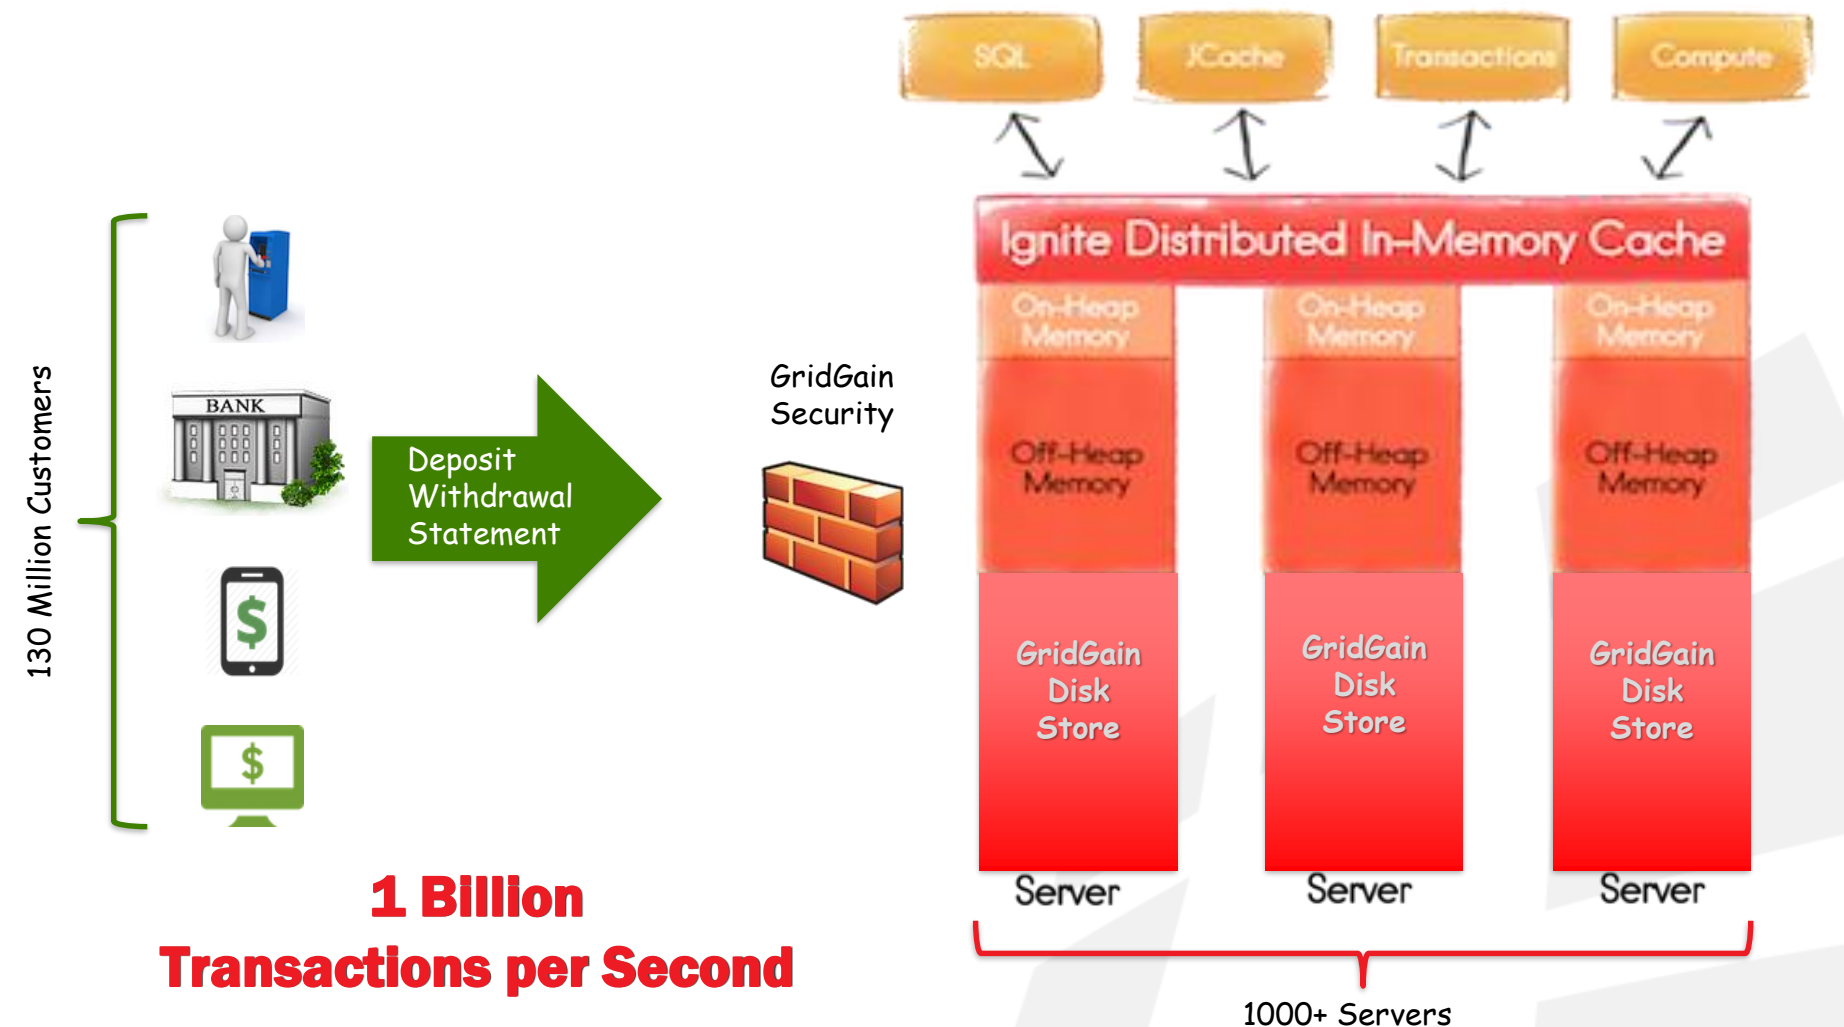 SQL
JCache
Transactions
Compute
Ignite Distributed In-Memory Cache
On-Heap
Memory
On-Heap
Memory
On-Heap
Memory
Off-Heap
Memory
Off-Heap
Memory
Off-Heap
Memory
GridGain
Disk
Store
GridGain
Disk
Store
GridGain
Disk
Store
Server
Server
Server
1000+ Servers
130 Million Customers
BANK
$
$
Deposit
Withdrawal
Statement
GridGain
Security
1 Billion
Transactions per Second